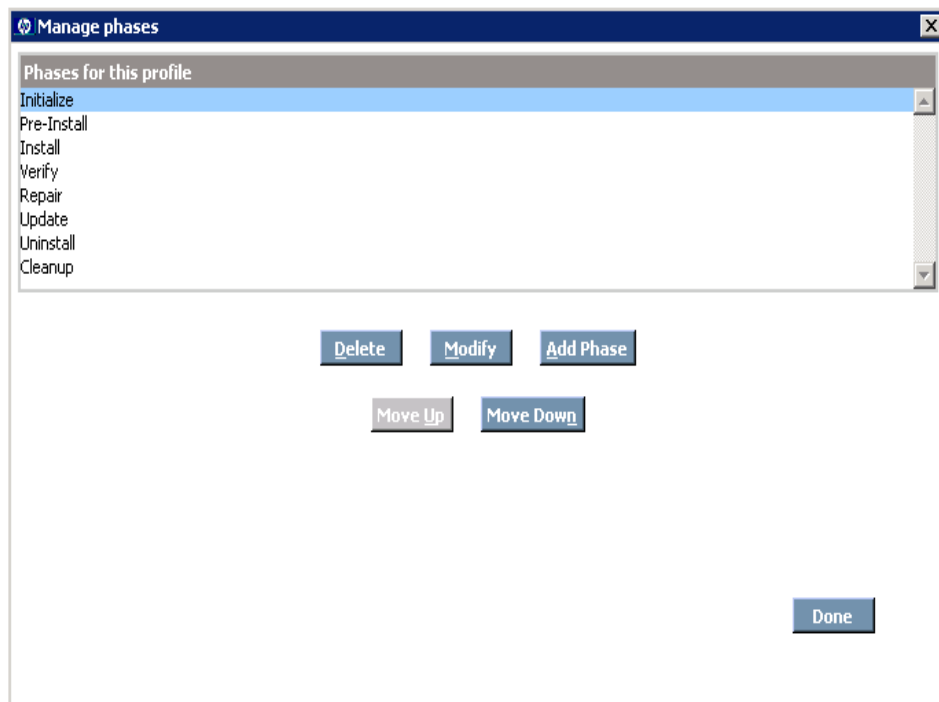 Manage phases
Phases for this profile
Initialize
Pre-Install
Install
Verify
Repair
Update
Uninstall
Cleanup
Delete Modify Add Phase
Move Up Move Down
Done